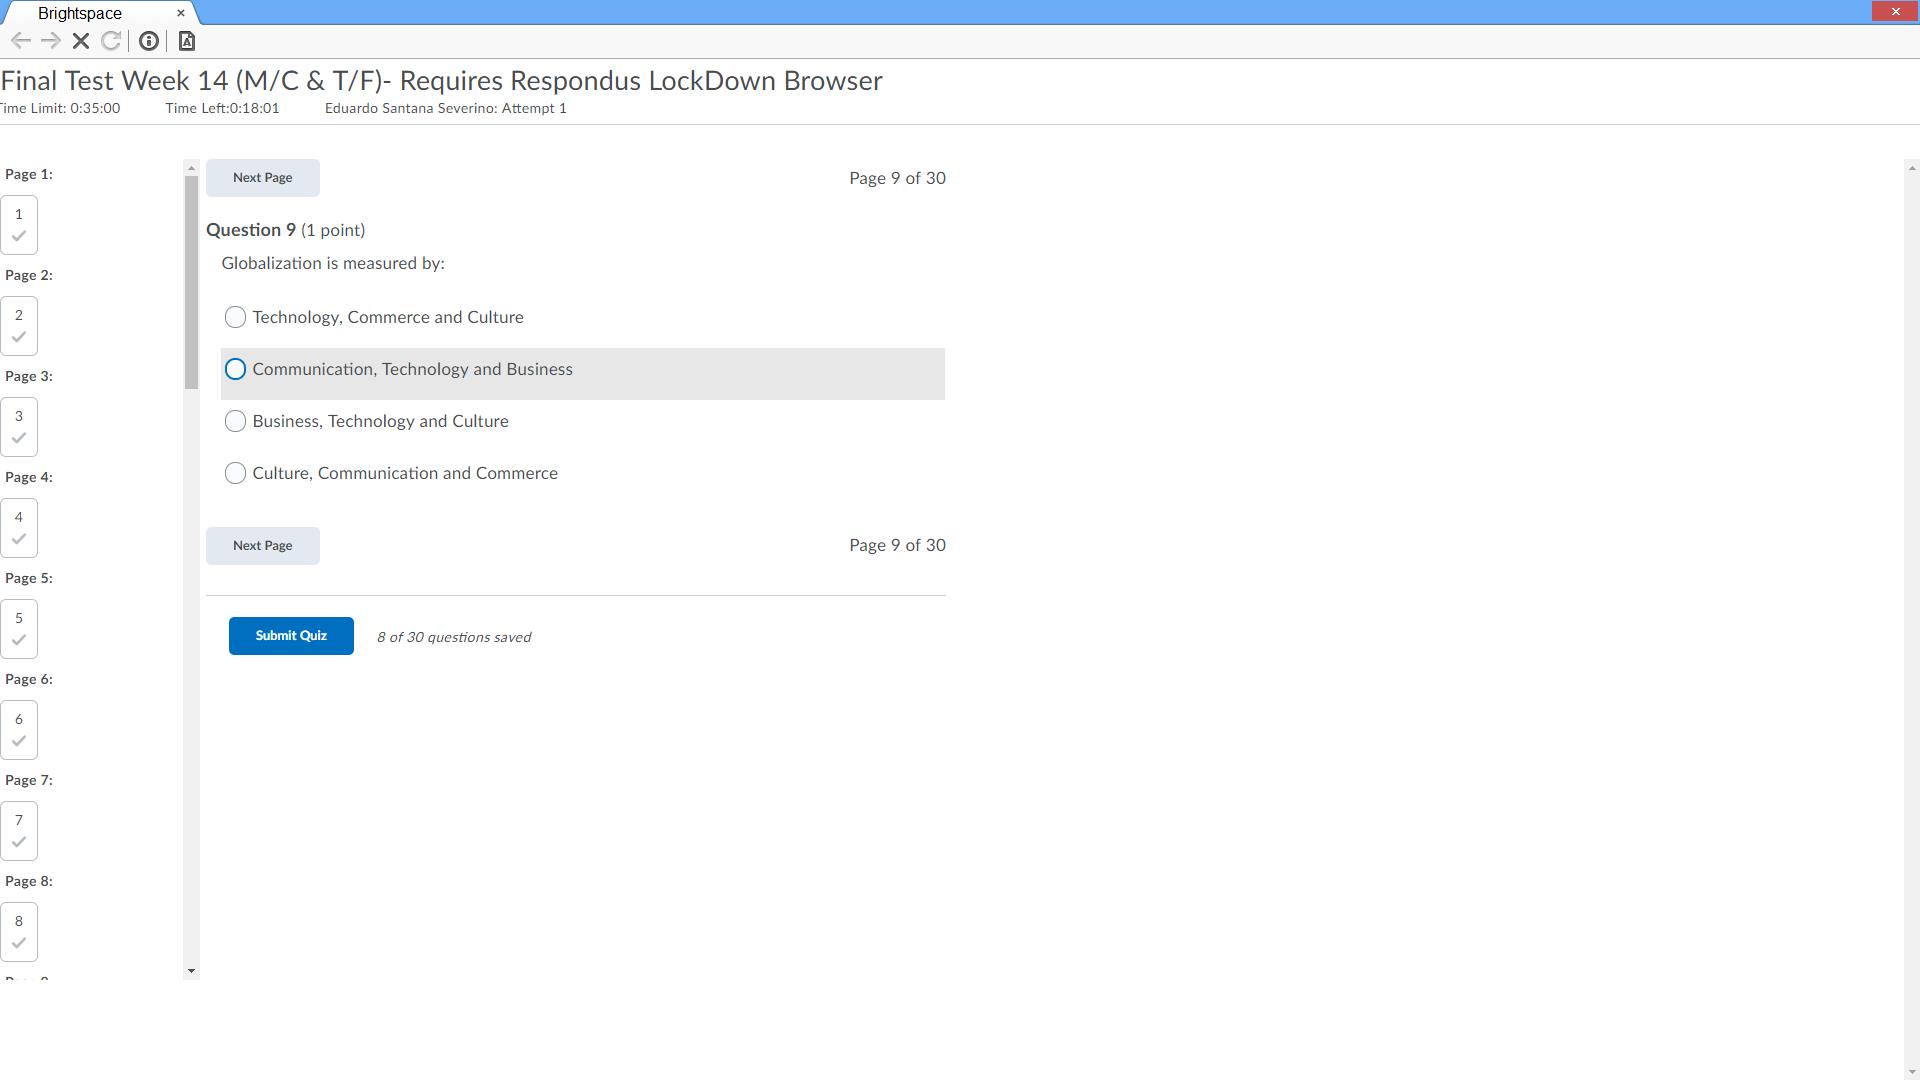 Brightspace
Final Test Week 14 (M/C & T/F)- Requires Respondus LockDown Browser
Time Limit: 0:35:00 Time Left:0:18:01 Eduardo Santana Severino: Attempt 1
Page 1:
1
Page 2:
2
Page 3:
3
Page 4:
4
Page 5:
5
Page 6:
6
Page 7:
7
Page 8:
8
Next Page Page 9 of 30
Question 9 (1 point)
Globalization is measured by:
Technology, Commerce and Culture
Communication, Technology and Business
Business, Technology and Culture
Culture, Communication and Commerce
Next Page Page 9 of 30
Submit Quiz 8 of 30 questions saved